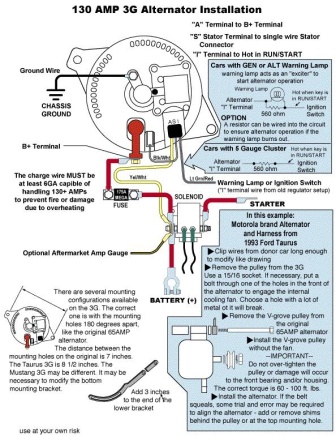 130 AMP 3G Alternator Installation
"A" Terminal to B+ Terminal
"S" Stator Terminal to single wire Stator
Connector
"I" Terminal to Hot in RUN/START
Ground Wire
CHASSIS
GROUND
A S I
Cars with GEN or ALT Warning Lamp
warning lamp acts as an "exciter" to
start alternator operation
Warning Lamp
Hot when key is
in RUN/START
Alternator
"I" Terminal
560 ohm
Ignition
Switch
OPTION
A resistor can be wired into the circuit
to ensure alternator operation if the
warning lamp burns out.
B+ Terminal
Blk/Wht
Cars with 8 Gauge Cluster
Hot when key is
in RUN/START
Alternator
"I" Terminal
560 ohm
Ignition
Switch
Yel/Wht
Lt Grn/Red
The charge wire MUST be
at least 6GA capable of
handling 130+ AMPs
to prevent fire or damage
due to overheating
175A
MEGA
FUSE
SOLENOID
Warning Lamp or Ignition Switch
("I" terminal wire from old regulator setup)
STARTER
Optional Aftermarket Amp Gauge
BATTERY (+)
In this example:
Motorola brand Alternator
and Harness from
1993 Ford Taurus
Clip wires from donor car long enough
to modify like drawing
Remove the pulley from the 3G
Use a 15/16 socket. If necessary, put a
bolt through one of the holes in the front
of the alternator to engage the internal
cooling fan. Choose a hole with a lot of
metal ot it will break.
Remove the V-grove pulley from
the original
65AMP alternator
Install the V-grove pulley
without the fan.
--IMPORTANT--
Do not over-tighten the
pulley or damage will occur
to the front bearing and/or housing.
The correct torque is 60 - 100 ft. lbs.
Install the alternator. If the belt
squeals, some trial and error may be required
to align the alternator - add or remove shims
behind the pulley or at the top mounting bracket.
There are several mounting
configurations available
on the 3G. The correct
one is with the mounting
holes 180 degrees apart,
like the original 65AMP
alternator.
The distance between the
mounting holes on the original is 7 inches.
The Taurus 3G is 8 1/2 inches. The
Mustang 3G may be different. It may be
necessary to modify the bottom
mounting bracket.
Add 3 inches
to the end of the
lower bracket
use at your own risk